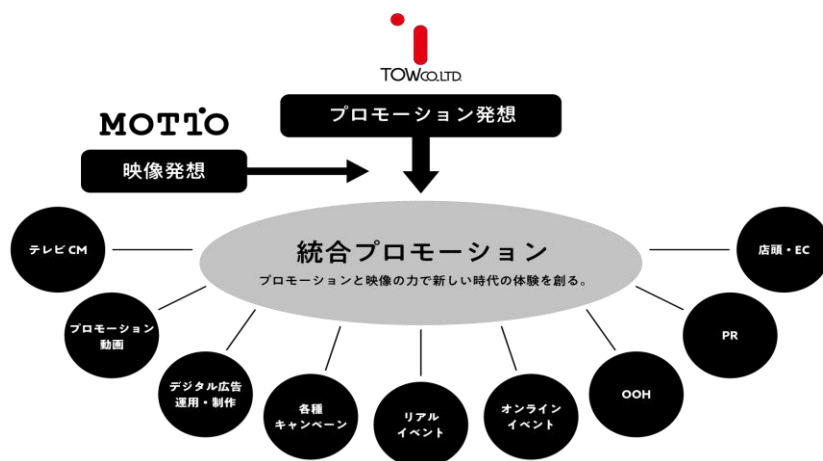 TOWCO.LTD.
プロモーション発想
MOTTO
映像発想
統合プロモーション
プロモーションと映像の力で新しい時代の体験を創る。
テレビCM
プロモーション
動画
デジタル広告
運用・制作
各種
キャンペーン
リアル
イベント
オンライン
イベント
OOH
PR
店頭・EC